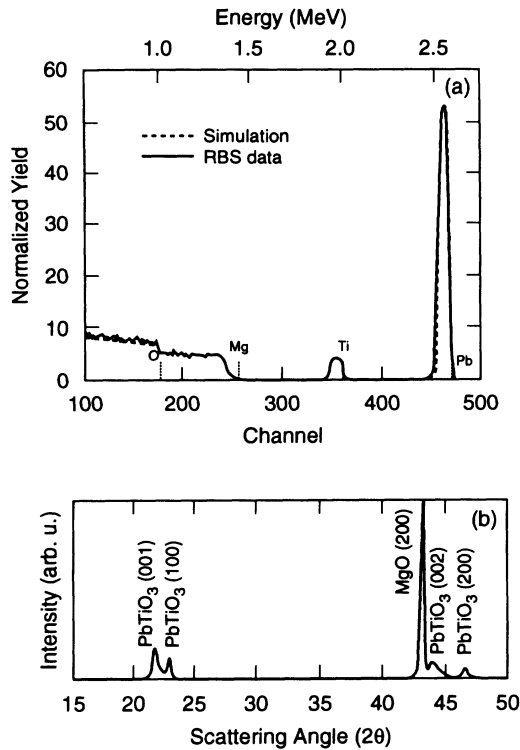 Energy (MeV)
1.0 1.5 2.0 2.5
(a)
60
50
40
30
20
10
0
Normalized Yield
Simulation
RBS data
O
Mg
Ti
Pb
100 200 300 400 500
Channel
(b)
Intensity (arb. u.)
PbTiO3 (001)
PbTiO3 (100)
MgO (200)
PbTiO3 (002)
PbTiO3 (200)
15 20 25 30 35 40 45 50
Scattering Angle (2θ)